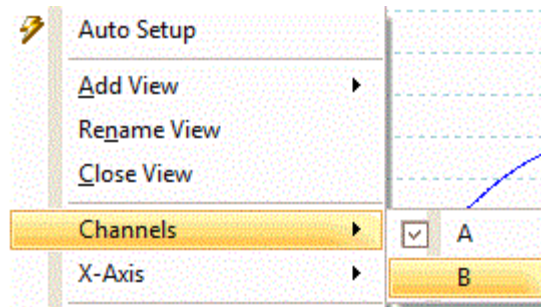 Auto Setup
Add View
Rename View
Close View
Channels
A
X-Axis
B